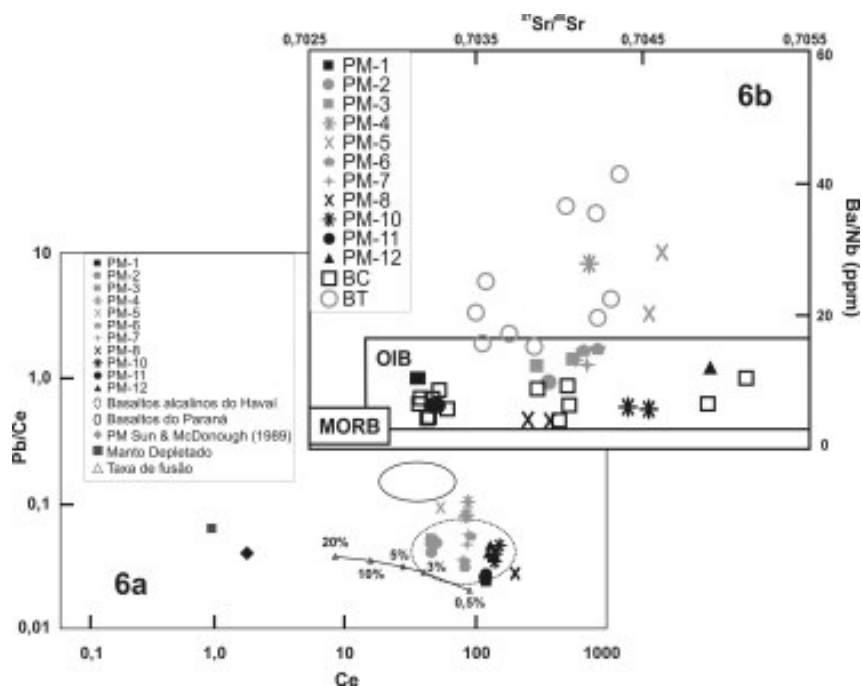 ⁸⁷Sr/⁸⁶Sr
0,7025
0,7035
0,7045
0,7055
60
6b
PM-1
PM-2
PM-3
PM-4
PM-5
PM-6
PM-7
PM-8
PM-10
PM-11
PM-12
BC
BT
40
Ba/Nb (ppm)
20
0
OIB
MORB
10
PM-1
PM-2
PM-3
PM-4
PM-5
PM-6
PM-7
PM-8
PM-10
PM-11
PM-12
Basaltos alcalinos do Havaí
Basaltos do Paraná
PM Sun & McDonough (1989)
Manto Depletado
Taxa de fusão
1,0
Pb/Ce
0,1
0,01
20%
10%
5%
3%
0,5%
6a
0,1
1,0
10
100
1000
Ce